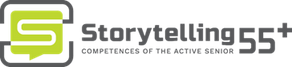 Storytelling 55+
COMPETENCES OF THE ACTIVE SENIOR